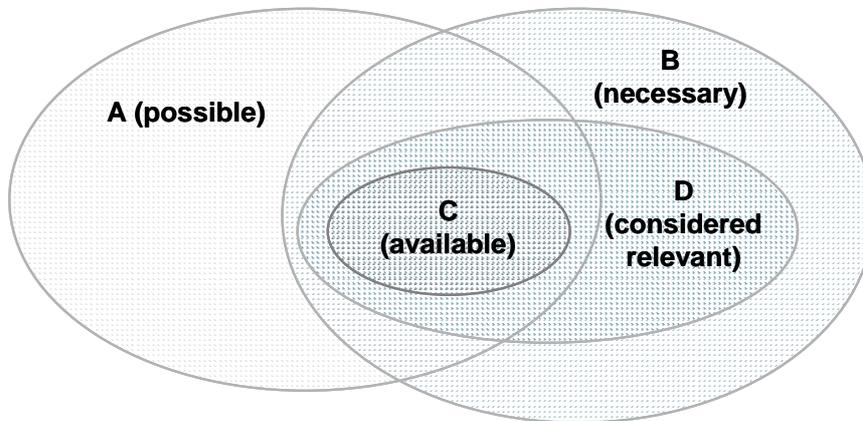 A (possible)
B
(necessary)
C
(available)
D
(considered
relevant)